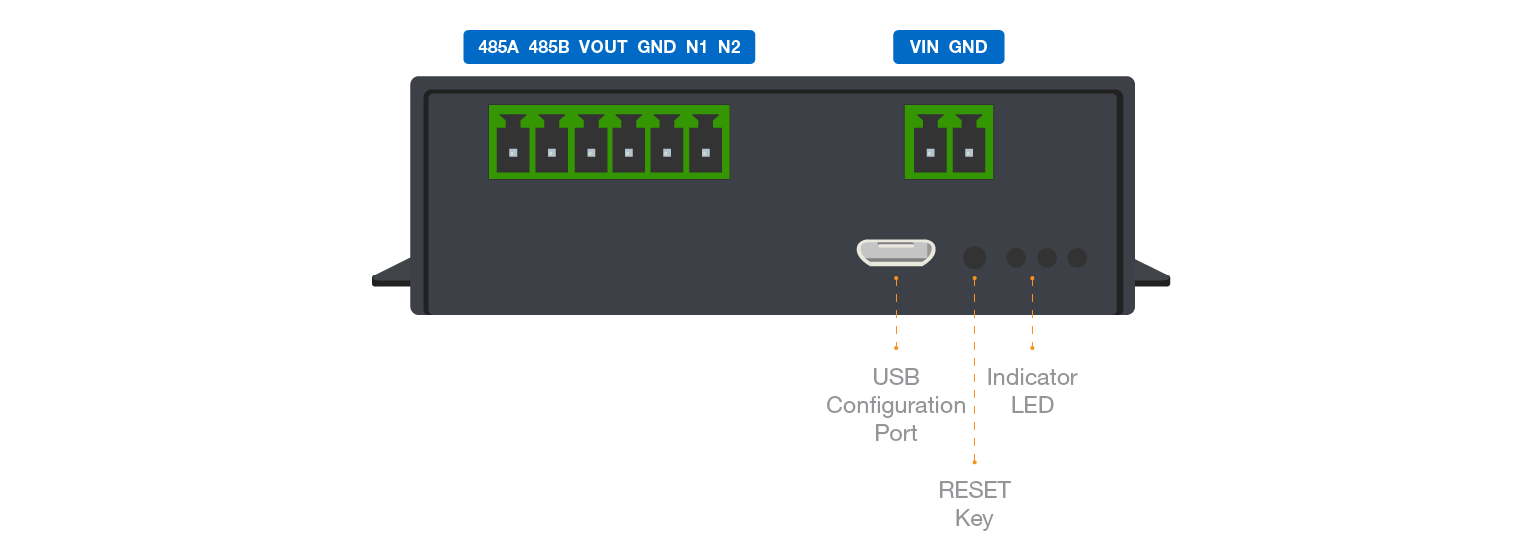 485A 485B VOUT GND N1 N2
VIN GND
USB
Configuration
Port
Indicator
LED
RESET
Key